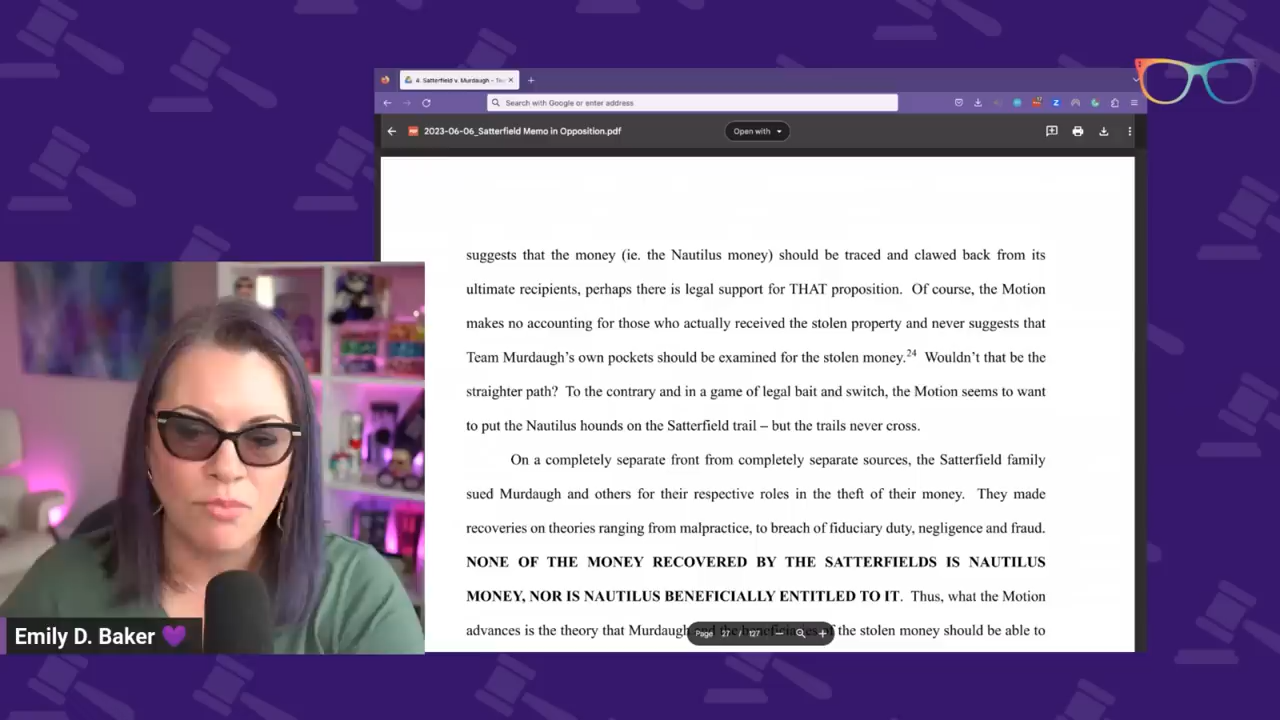 4. Satterfield v. Murdaugh - Tex
Search with Google or enter address
2023-06-06_Satterfield Memo in Opposition.pdf
Open with
suggests that the money (ie. the Nautilus money) should be traced and clawed back from its
ultimate recipients, perhaps there is legal support for THAT proposition. Of course, the Motion
makes no accounting for those who actually received the stolen property and never suggests that
Team Murdaugh’s own pockets should be examined for the stolen money.24 Wouldn’t that be the
straighter path? To the contrary and in a game of legal bait and switch, the Motion seems to want
to put the Nautilus hounds on the Satterfield trail – but the trails never cross.
On a completely separate front from completely separate sources, the Satterfield family
sued Murdaugh and others for their respective roles in the theft of their money. They made
recoveries on theories ranging from malpractice, to breach of fiduciary duty, negligence and fraud.
NONE OF THE MONEY RECOVERED BY THE SATTERFIELDS IS NAUTILUS
MONEY, NOR IS NAUTILUS BENEFICIALLY ENTITLED TO IT. Thus, what the Motion
advances is the theory that Murdaugh and the beneficiaries of the stolen money should be able to
Page 27 / 127
Emily D. Baker